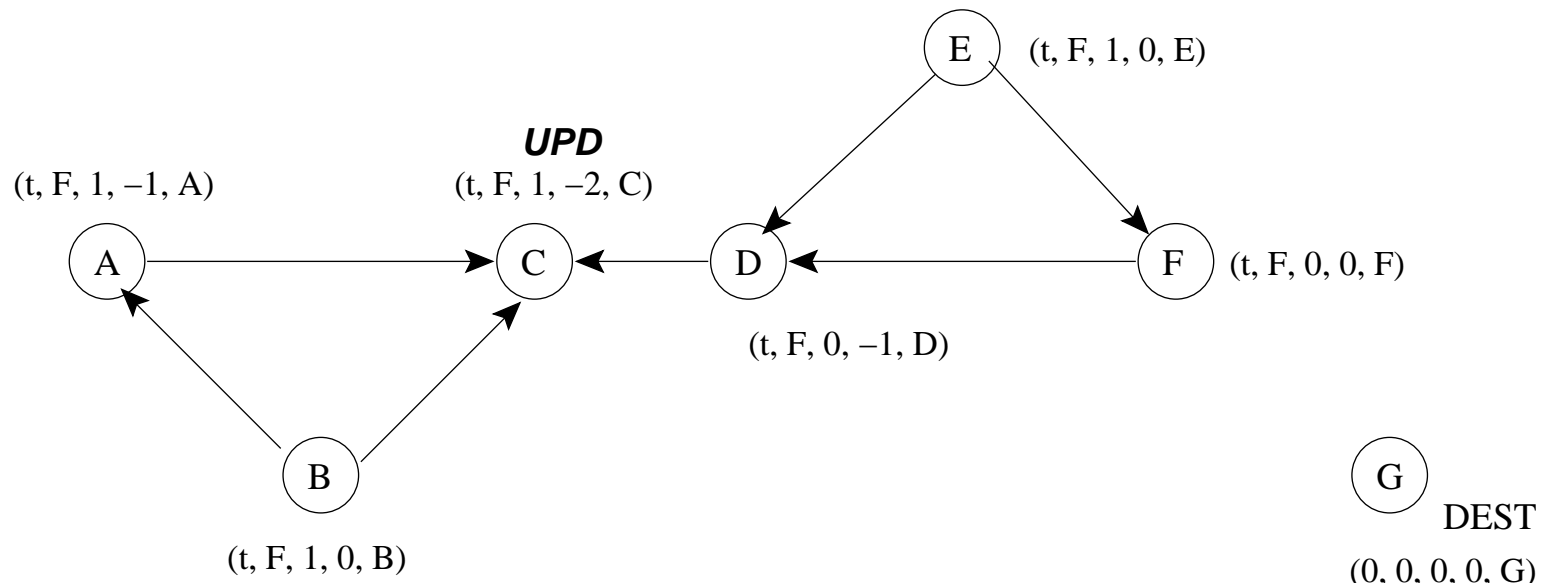 E
(t, F, 1, 0, E)
UPD
(t, F, 1, –1, A)
(t, F, 1, –2, C)
A
C
D
F
(t, F, 0, 0, F)
(t, F, 0, –1, D)
B
G
DEST
(t, F, 1, 0, B)
(0, 0, 0, 0, G)